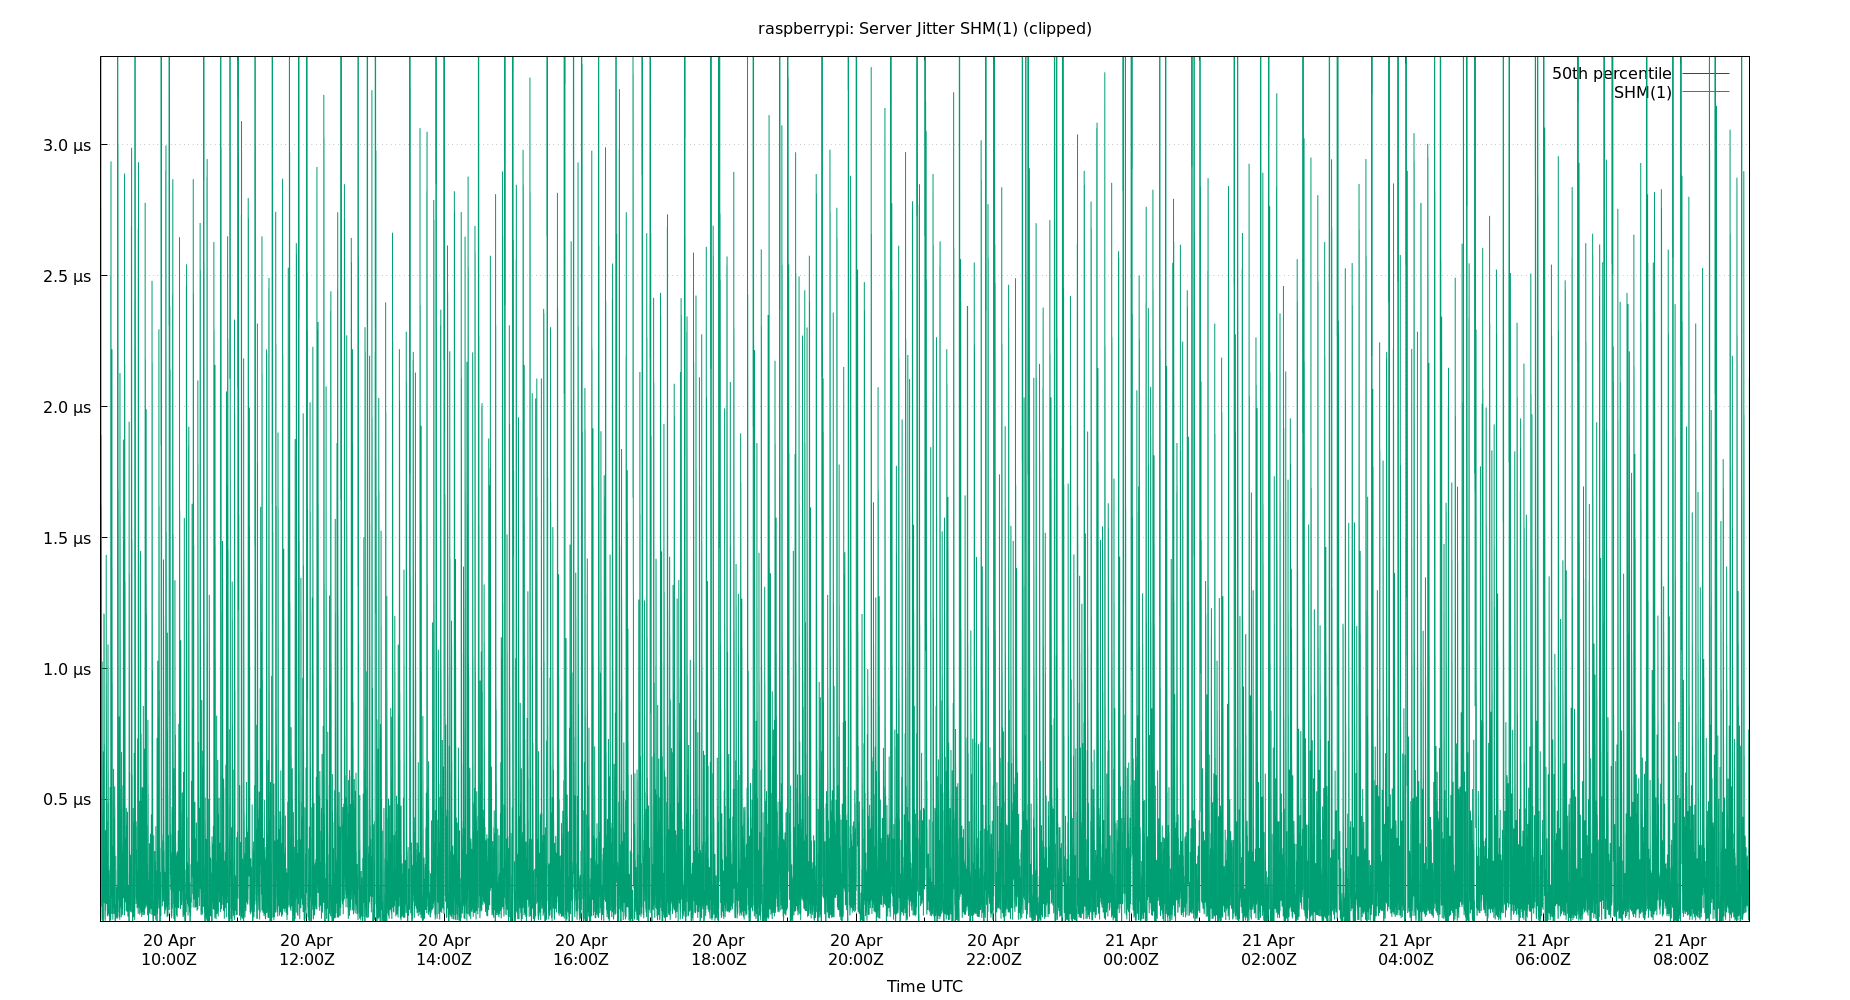 raspberrypi: Server Jitter SHM(1) (clipped)
50th percentile
SHM(1)
3.0 µs
2.5 µs
2.0 µs
1.5 µs
1.0 µs
0.5 µs
20 Apr 20 Apr 20 Apr 20 Apr 20 Apr 20 Apr 20 Apr 21 Apr 21 Apr 21 Apr 21 Apr 21 Apr
10:00Z 12:00Z 14:00Z 16:00Z 18:00Z 20:00Z 22:00Z 00:00Z 02:00Z 04:00Z 06:00Z 08:00Z
Time UTC